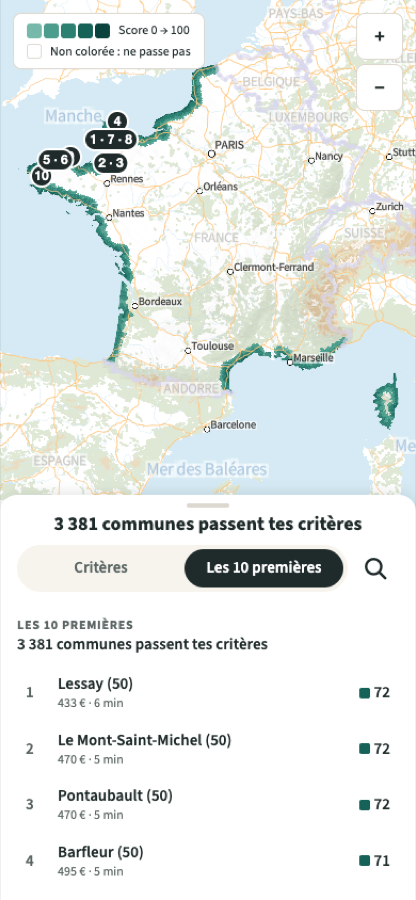 Score 0 → 100
Non colorée : ne passe pas
+
−
PAYS-BAS
BELGIQUE
LUXEMBOURG
Manche
4
1 · 7 · 8
5 · 6
2 · 3
10
PARIS
Nancy
Stutt
Rennes
Orléans
Nantes
Zurich
FRANCE
SUISSE
Clermont-Ferrand
Bordeaux
Toulouse
Marseille
ANDORRE
Barcelone
ESPAGNE
Mer des Baléares
Me
3 381 communes passent tes critères
Critères
Les 10 premières
LES 10 PREMIÈRES
3 381 communes passent tes critères
1
Lessay (50)
72
433 € · 6 min
2
Le Mont-Saint-Michel (50)
72
470 € · 5 min
3
Pontaubault (50)
72
470 € · 5 min
4
Barfleur (50)
71
495 € · 5 min